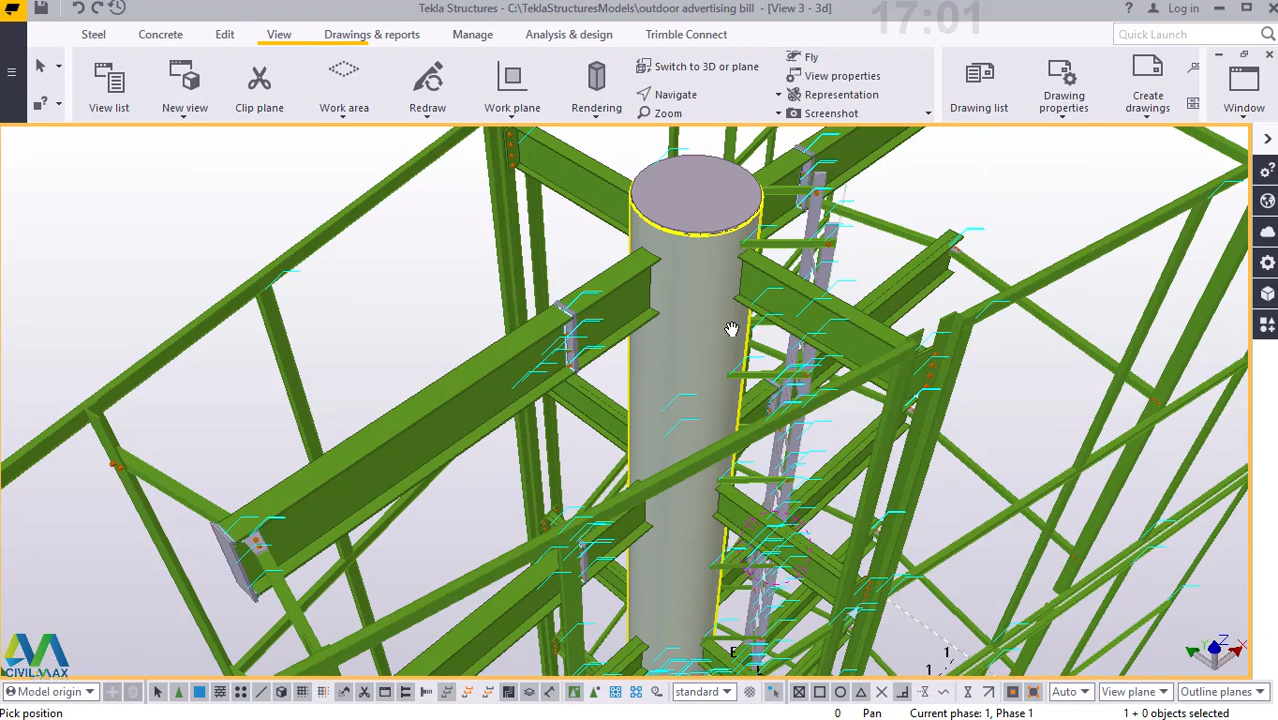 Tekla Structures - C:\TeklaStructuresModels\outdoor advertising bill - [View 3 - 3d]
17:01
Log in
Steel
Concrete
Edit
View
Drawings & reports
Manage
Analysis & design
Trimble Connect
Quick Launch
View list
New view
Clip plane
Work area
Redraw
Work plane
Rendering
Switch to 3D or plane
Navigate
Zoom
Fly
View properties
Representation
Screenshot
Drawing list
Drawing properties
Create drawings
Window
E
1
1
Z
Y
X
CIVILMAX
Model origin
standard
Auto
View plane
Outline planes
Pick position
0
Pan
Current phase: 1, Phase 1
1 + 0 objects selected